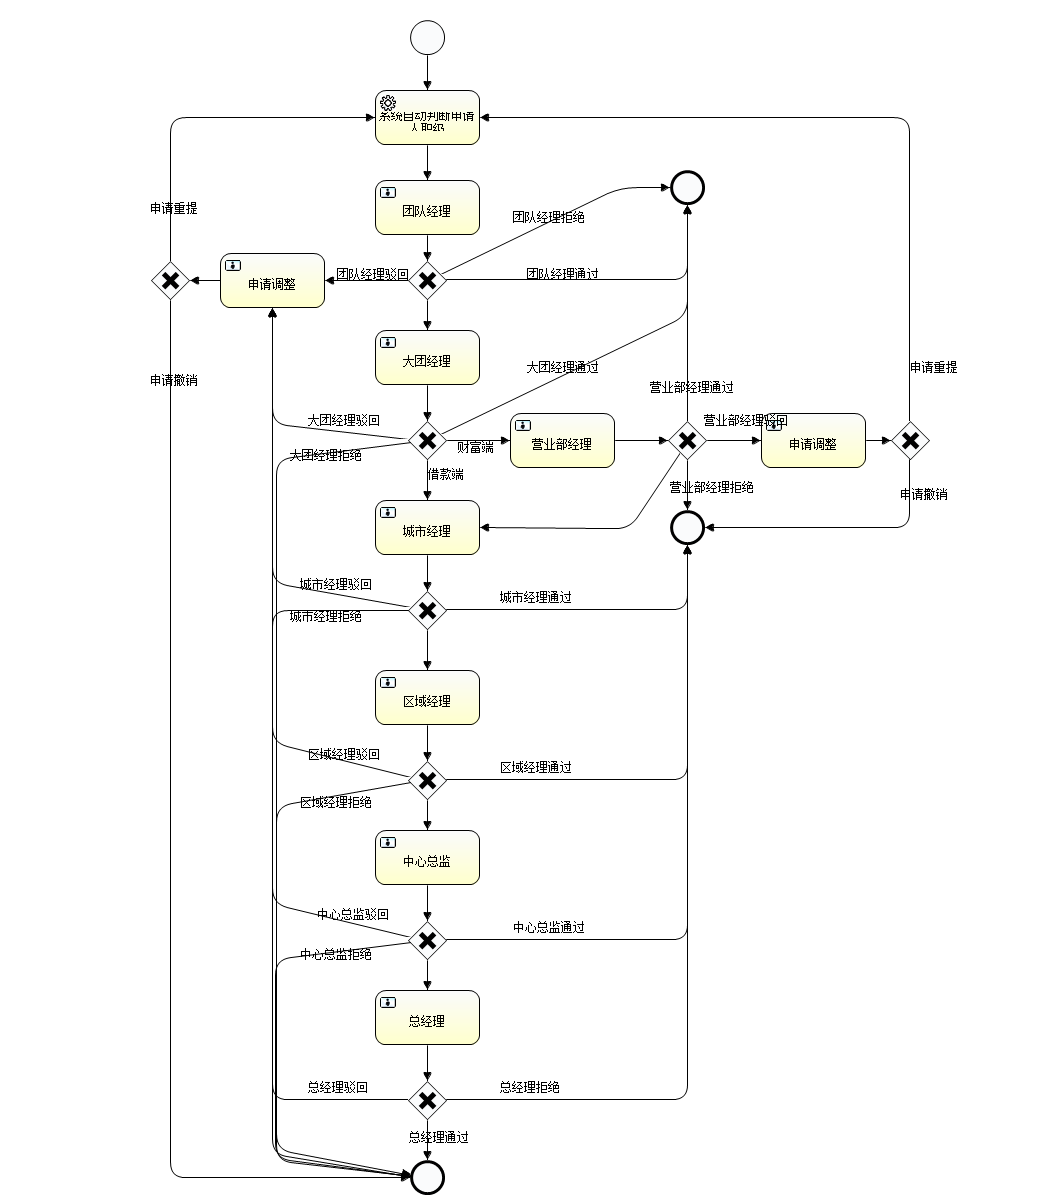 系统自动判断申请
人职级
团队经理
申请重提
团队经理拒绝
团队经理驳回
团队经理通过
申请调整
大团经理
大团经理通过
申请重提
申请撤销
营业部经理通过
大团经理驳回
营业部经理驳回
财富端
营业部经理
申请调整
大团经理拒绝
借款端
营业部经理拒绝
申请撤销
城市经理
城市经理驳回
城市经理通过
城市经理拒绝
区域经理
区域经理驳回
区域经理通过
区域经理拒绝
中心总监
中心总监驳回
中心总监通过
中心总监拒绝
总经理
总经理驳回
总经理拒绝
总经理通过